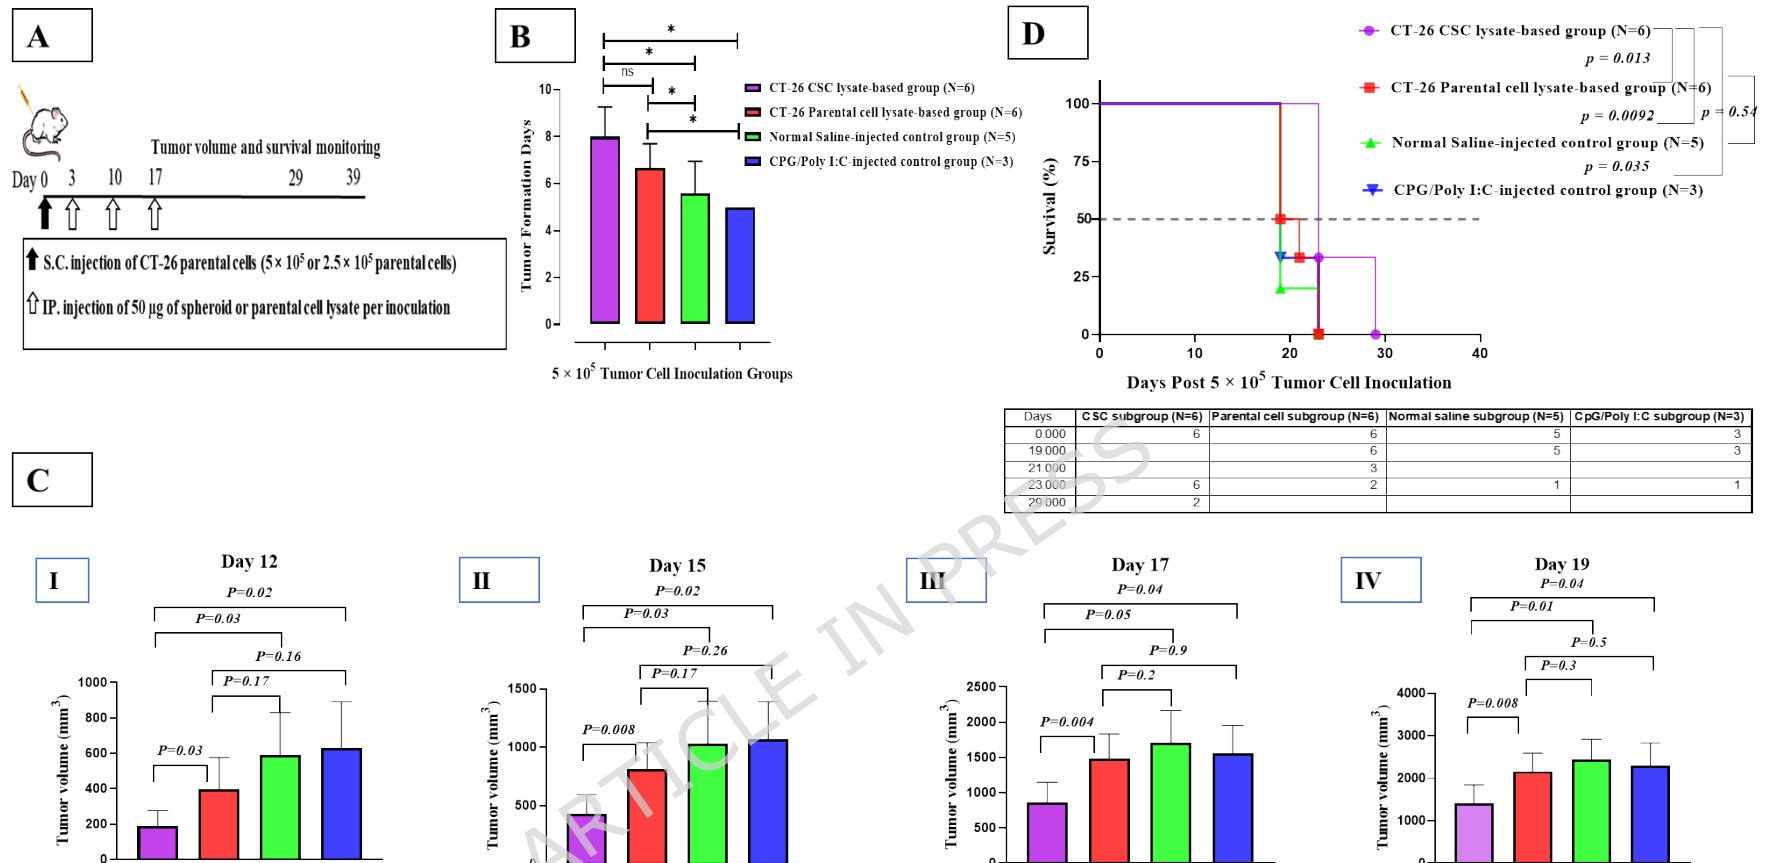 A
Tumor volume and survival monitoring
Day 0 3 10 17 29 39
S.C. injection of CT-26 parental cells (5 × 10⁵ or 2.5 × 10⁵ parental cells)
IP. injection of 50 µg of spheroid or parental cell lysate per inoculation
B
*
*
ns
*
*
Tumor Formation Days
10
8
6
4
2
0
5 × 10⁵ Tumor Cell Inoculation Groups
CT-26 CSC lysate-based group (N=6)
CT-26 Parental cell lysate-based group (N=6)
Normal Saline-injected control group (N=5)
CPG/Poly I:C-injected control group (N=3)
D
CT-26 CSC lysate-based group (N=6)
p = 0.013
CT-26 Parental cell lysate-based group (N=6)
p = 0.0092
p = 0.54
Normal Saline-injected control group (N=5)
p = 0.035
CPG/Poly I:C-injected control group (N=3)
Survival (%)
100
75
50
25
0
0 10 20 30 40
Days Post 5 × 10⁵ Tumor Cell Inoculation
Days CSC subgroup (N=6) Parental cell subgroup (N=6) Normal saline subgroup (N=5) CpG/Poly I:C subgroup (N=3)
0.000 6 6 5 3
19.000 6 5 3
21.000 3
23.000 6 2 1 1
29.000 2
C
I
Day 12
P=0.02
P=0.03
P=0.16
P=0.17
P=0.03
Tumor volume (mm³)
1000
800
600
400
200
0
II
Day 15
P=0.02
P=0.03
P=0.26
P=0.17
P=0.008
Tumor volume (mm³)
1500
1000
500
0
III
Day 17
P=0.04
P=0.05
P=0.9
P=0.2
P=0.004
Tumor volume (mm³)
2500
2000
1500
1000
500
0
IV
Day 19
P=0.04
P=0.01
P=0.5
P=0.3
P=0.008
Tumor volume (mm³)
4000
3000
2000
1000
0
ARTICLE IN PRESS